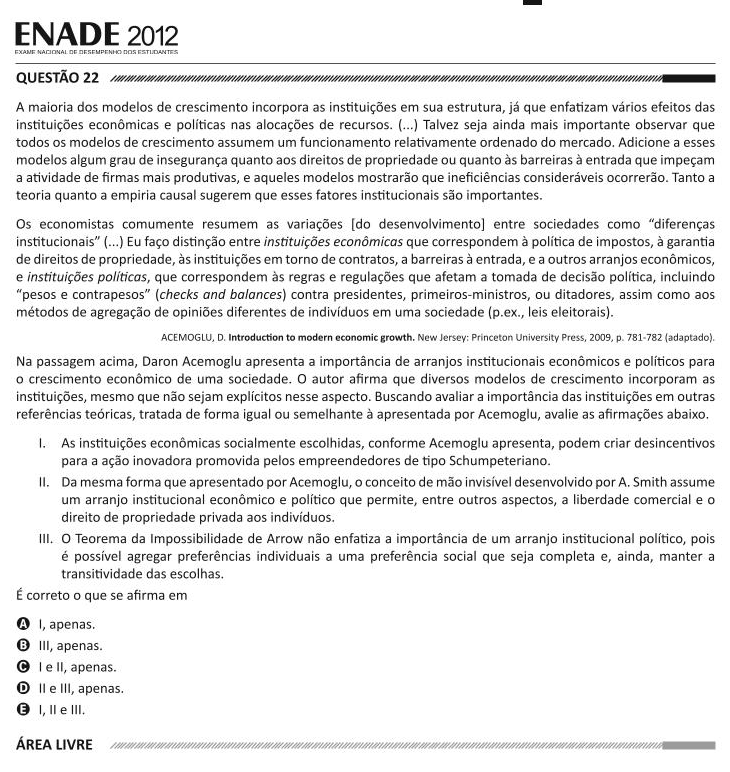 ENADE 2012
EXAME NACIONAL DE DESEMPENHO DOS ESTUDANTES
QUESTÃO 22
A maioria dos modelos de crescimento incorpora as instituições em sua estrutura, já que enfatizam vários efeitos das
instituições econômicas e políticas nas alocações de recursos. (...) Talvez seja ainda mais importante observar que
todos os modelos de crescimento assumem um funcionamento relativamente ordenado do mercado. Adicione a esses
modelos algum grau de insegurança quanto aos direitos de propriedade ou quanto às barreiras à entrada que impeçam
a atividade de firmas mais produtivas, e aqueles modelos mostrarão que ineficiências consideráveis ocorrerão. Tanto a
teoria quanto a empiria causal sugerem que esses fatores institucionais são importantes.
Os economistas comumente resumem as variações [do desenvolvimento] entre sociedades como “diferenças
institucionais” (...) Eu faço distinção entre instituições econômicas que correspondem à política de impostos, à garantia
de direitos de propriedade, às instituições em torno de contratos, a barreiras à entrada, e a outros arranjos econômicos,
e instituições políticas, que correspondem às regras e regulações que afetam a tomada de decisão política, incluindo
“pesos e contrapesos” (checks and balances) contra presidentes, primeiros-ministros, ou ditadores, assim como aos
métodos de agregação de opiniões diferentes de indivíduos em uma sociedade (p.ex., leis eleitorais).
ACEMOGLU, D. Introduction to modern economic growth. New Jersey: Princeton University Press, 2009, p. 781-782 (adaptado).
Na passagem acima, Daron Acemoglu apresenta a importância de arranjos institucionais econômicos e políticos para
o crescimento econômico de uma sociedade. O autor afirma que diversos modelos de crescimento incorporam as
instituições, mesmo que não sejam explícitos nesse aspecto. Buscando avaliar a importância das instituições em outras
referências teóricas, tratada de forma igual ou semelhante à apresentada por Acemoglu, avalie as afirmações abaixo.
I. As instituições econômicas socialmente escolhidas, conforme Acemoglu apresenta, podem criar desincentivos
para a ação inovadora promovida pelos empreendedores de tipo Schumpeteriano.
II. Da mesma forma que apresentado por Acemoglu, o conceito de mão invisível desenvolvido por A. Smith assume
um arranjo institucional econômico e político que permite, entre outros aspectos, a liberdade comercial e o
direito de propriedade privada aos indivíduos.
III. O Teorema da Impossibilidade de Arrow não enfatiza a importância de um arranjo institucional político, pois
é possível agregar preferências individuais a uma preferência social que seja completa e, ainda, manter a
transitividade das escolhas.
É correto o que se afirma em
A I, apenas.
B III, apenas.
C I e II, apenas.
D II e III, apenas.
E I, II e III.
ÁREA LIVRE